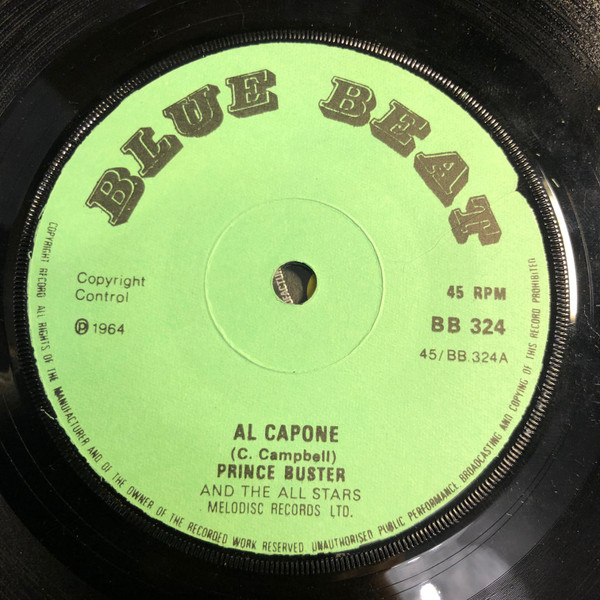 BLUE BEAT
Copyright
Control
℗ 1964
45 RPM
BB 324
45/BB.324A
AL CAPONE
(C. Campbell)
PRINCE BUSTER
AND THE ALL STARS
MELODISC RECORDS LTD.
COPYRIGHT RECORD ALL RIGHTS OF THE MANUFACTURER AND OF THE OWNER OF THE RECORDED WORK RESERVED. UNAUTHORISED PUBLIC PERFORMANCE, BROADCASTING AND COPYING OF THIS RECORD PROHIBITED